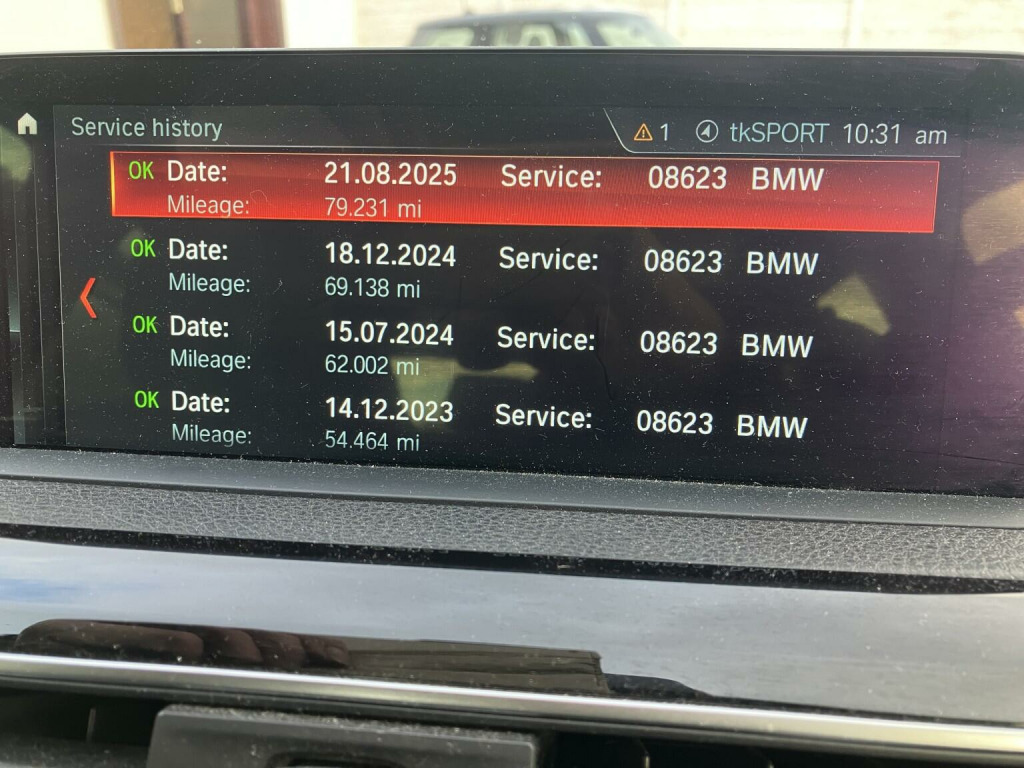 Service history
1 tkSPORT 10:31 am
OK Date: 21.08.2025 Service: 08623 BMW
Mileage: 79.231 mi
OK Date: 18.12.2024 Service: 08623 BMW
Mileage: 69.138 mi
OK Date: 15.07.2024 Service: 08623 BMW
Mileage: 62.002 mi
OK Date: 14.12.2023 Service: 08623 BMW
Mileage: 54.464 mi